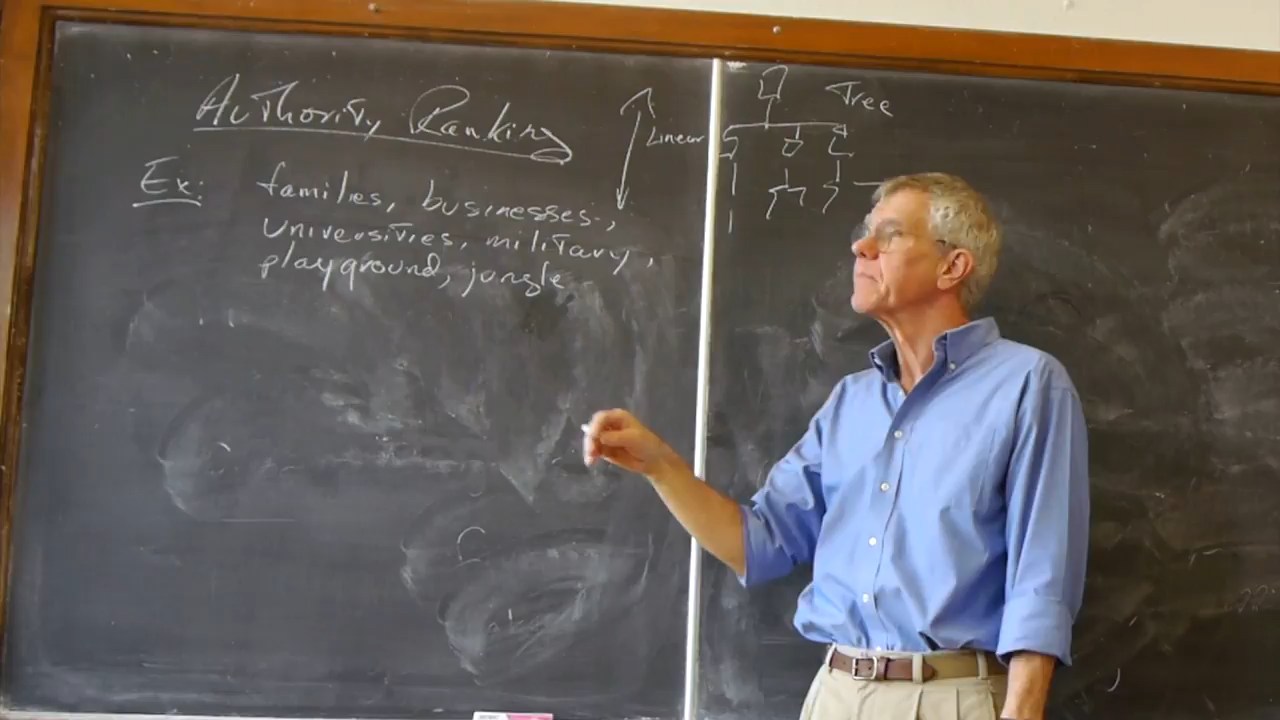 Authority Ranking
Linear
Tree
Ex: families, businesses,
universities, military,
playground, jungle